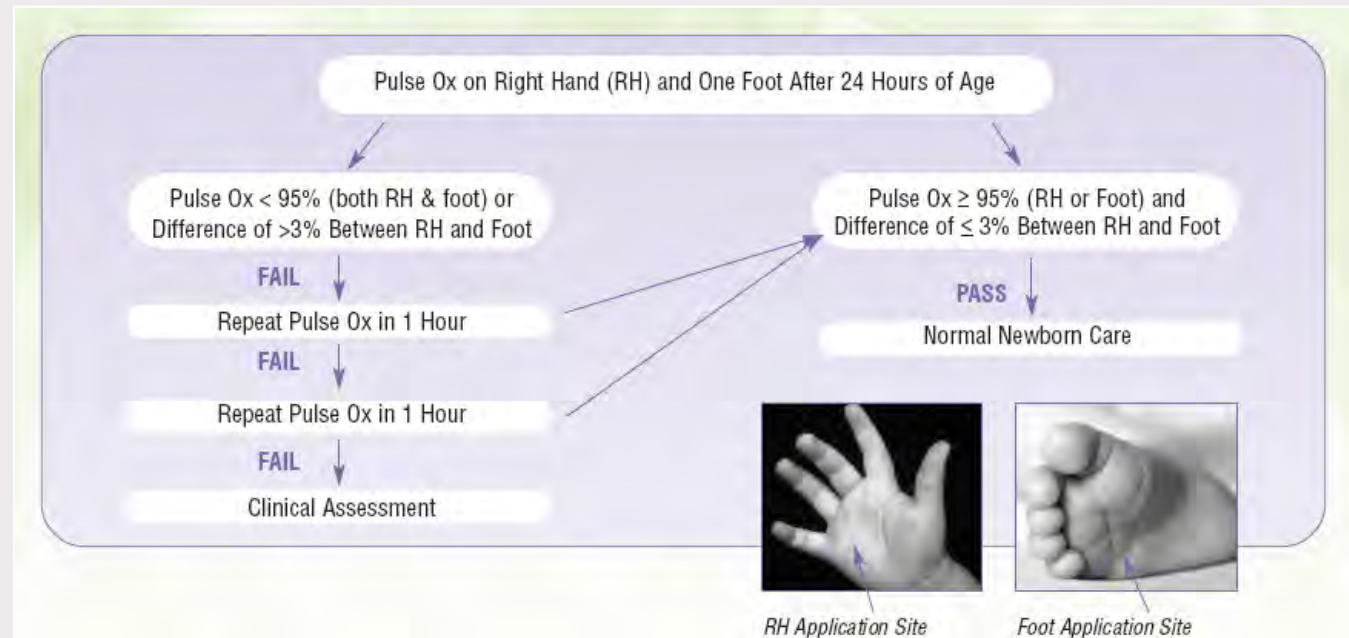 Pulse Ox on Right Hand (RH) and One Foot After 24 Hours of Age
Pulse Ox < 95% (both RH & foot) or
Difference of >3% Between RH and Foot
FAIL
Repeat Pulse Ox in 1 Hour
FAIL
Repeat Pulse Ox in 1 Hour
FAIL
Clinical Assessment
Pulse Ox ≥ 95% (RH or Foot) and
Difference of ≤ 3% Between RH and Foot
PASS
Normal Newborn Care
RH Application Site
Foot Application Site